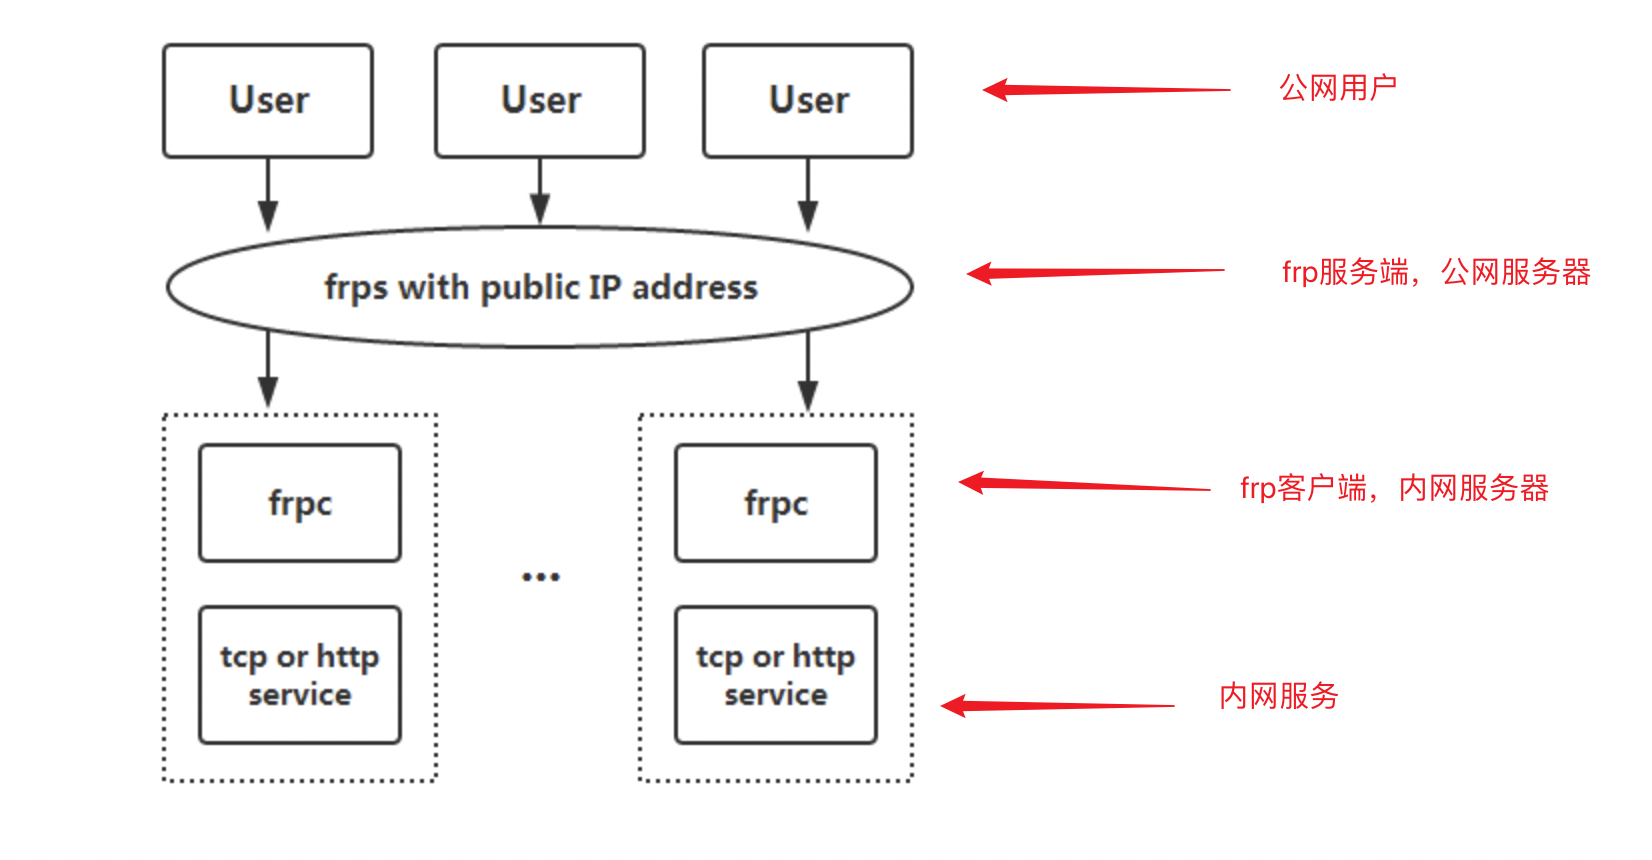 User
User
User
公网用户
frps with public IP address
frp服务端，公网服务器
frpc
frpc
frp客户端，内网服务器
...
tcp or http
service
tcp or http
service
内网服务